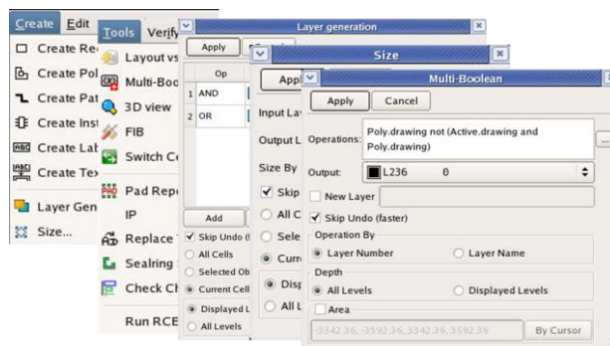 Create Edit
Create Re
Create Pol
Create Pat
Create Inst
Create Lab
Create Tex
Layer Gen
Size...
Tools Verify
Layout vs
Multi-Boo
3D view
FIB
Switch C
Pad Rep
IP
Replace
Sealring
Check Ch
Run RCE
Layer generation
Apply
Op
1 AND
2 OR
Add
Skip Undo (f
All Cells
Selected Ob
Current Cell
Displayed L
All Levels
Size
App
Input La
Output L
Size By
Skip
All C
Sele
Curr
Disp
All L
Multi-Boolean
Apply Cancel
Operations: Poly.drawing not (Active.drawing and
Poly.drawing)
...
Output: L236 0
New Layer
Skip Undo (faster)
Operation By
Layer Number Layer Name
Depth
All Levels Displayed Levels
Area
-3342.36, -3592.36, 3342.36, 3592.36 By Cursor